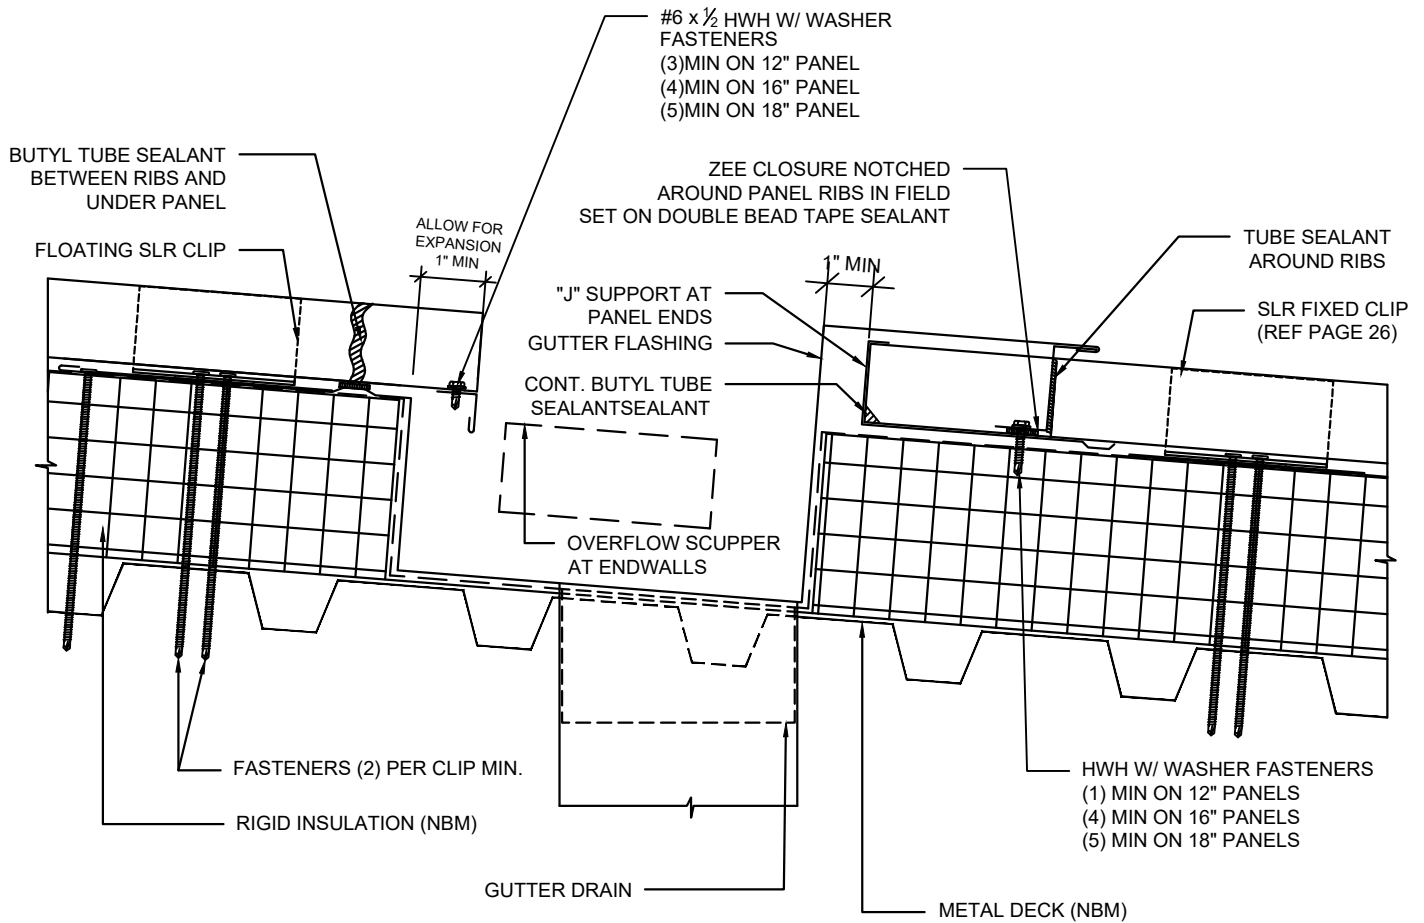 #6 x ½ HWH W/ WASHER
FASTENERS
(3)MIN ON 12" PANEL
(4)MIN ON 16" PANEL
(5)MIN ON 18" PANEL
BUTYL TUBE SEALANT
BETWEEN RIBS AND
UNDER PANEL
FLOATING SLR CLIP
ALLOW FOR
EXPANSION
1" MIN
ZEE CLOSURE NOTCHED
AROUND PANEL RIBS IN FIELD
SET ON DOUBLE BEAD TAPE SEALANT
1" MIN
TUBE SEALANT
AROUND RIBS
"J" SUPPORT AT
PANEL ENDS
SLR FIXED CLIP
(REF PAGE 26)
GUTTER FLASHING
CONT. BUTYL TUBE
SEALANTSEALANT
OVERFLOW SCUPPER
AT ENDWALLS
FASTENERS (2) PER CLIP MIN.
RIGID INSULATION (NBM)
HWH W/ WASHER FASTENERS
(1) MIN ON 12" PANELS
(4) MIN ON 16" PANELS
(5) MIN ON 18" PANELS
GUTTER DRAIN
METAL DECK (NBM)